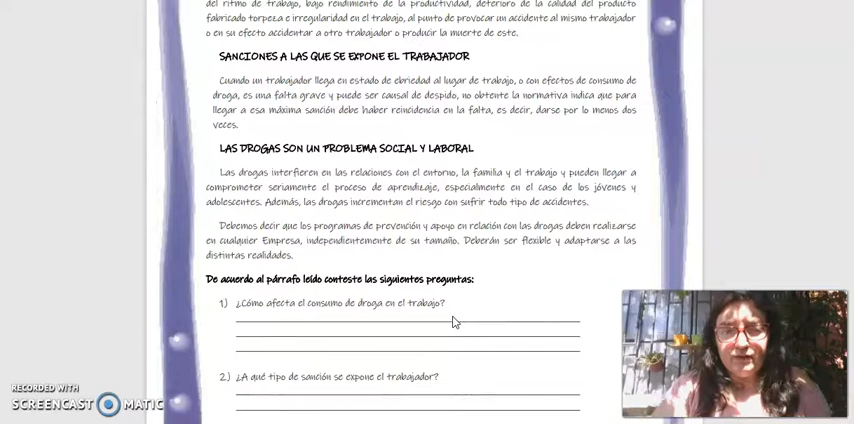 del ritmo de trabajo, bajo rendimiento de la productividad, deterioro de la calidad del producto
fabricado torpeza e irregularidad en el trabajo, al punto de provocar un accidente al mismo trabajador
o en su efecto accidentar a otro trabajador o producir la muerte de este.
SANCIONES A LAS QUE SE EXPONE EL TRABAJADOR
Cuando un trabajador llega en estado de ebriedad al lugar de trabajo, o con efectos de consumo de
droga, es una falta grave y puede ser causal de despido, no obtente la normativa indica que para
llegar a esa máxima sanción debe haber reincidencia en la falta, es decir, darse por lo menos dos
veces.
LAS DROGAS SON UN PROBLEMA SOCIAL Y LABORAL
Las drogas interfieren en las relaciones con el entorno, la familia y el trabajo y pueden llegar a
comprometer seriamente el proceso de aprendizaje, especialmente en el caso de los jóvenes y
adolescentes. Además, las drogas incrementan el riesgo con sufrir todo tipo de accidentes.
Debemos decir que los programas de prevención y apoyo en relación con las drogas deben realizarse
en cualquier Empresa, independientemente de su tamaño. Deberán ser flexible y adaptarse a las
distintas realidades.
De acuerdo al párrafo leído conteste las siguientes preguntas:
1) ¿Cómo afecta el consumo de droga en el trabajo?
2) ¿A qué tipo de sanción se expone el trabajador?
RECORDED WITH
SCREENCAST MATIC